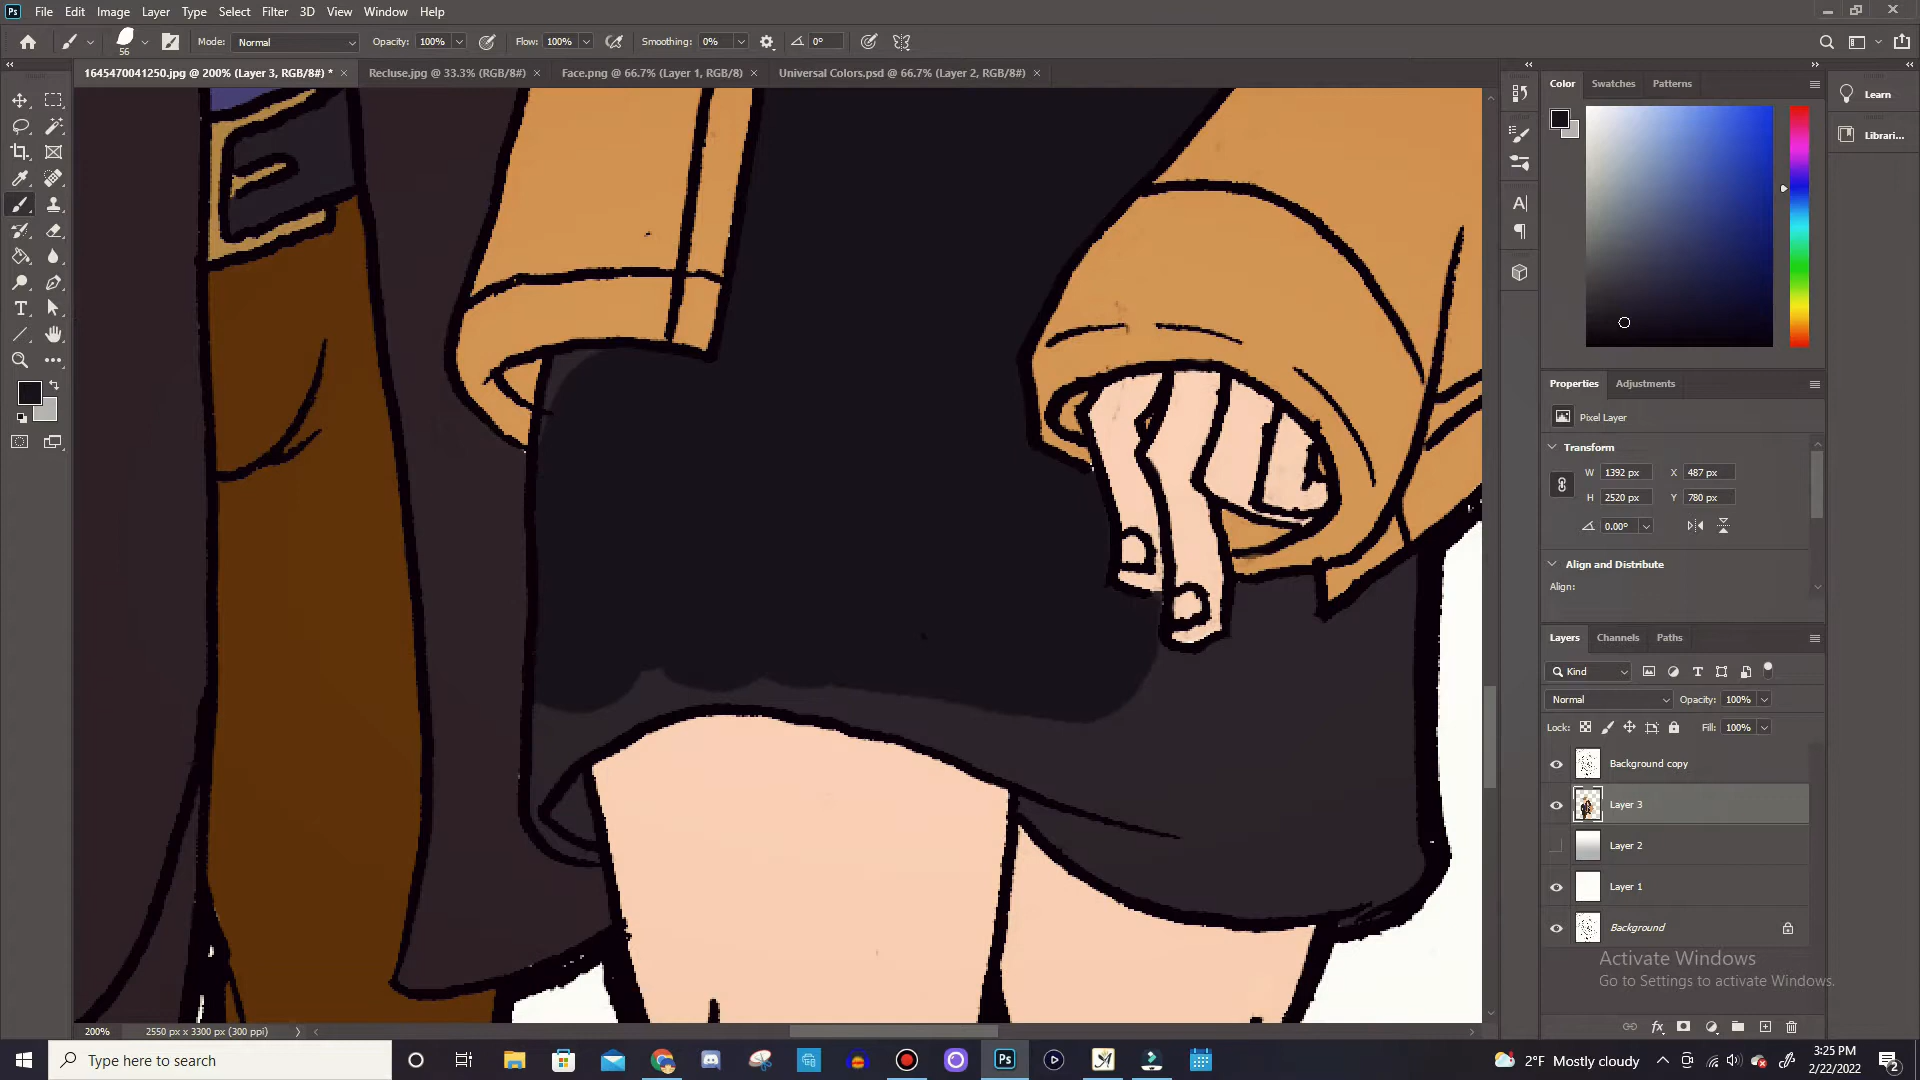 Ps File Edit Image Layer Type Select Filter 3D View Window Help
56 Mode: Normal Opacity: 100% Flow: 100% Smoothing: 0% 0°
1645470041250.jpg @ 200% (Layer 3, RGB/8#) * × Recluse.jpg @ 33.3% (RGB/8#) × Face.png @ 66.7% (Layer 1, RGB/8) × Universal Colors.psd @ 66.7% (Layer 2, RGB/8#) ×
Color Swatches Patterns
Learn
Librari...
Properties Adjustments
Pixel Layer
Transform
W 1392 px X 487 px
H 2520 px Y 780 px
0.00°
Align and Distribute
Align:
Layers Channels Paths
Kind
Normal Opacity: 100%
Lock: Fill: 100%
Background copy
Layer 3
Layer 2
Layer 1
Background
Activate Windows
Go to Settings to activate Windows.
200% 2550 px x 3300 px (300 ppi)
Type here to search
Ps
2°F Mostly cloudy
3:25 PM
2/22/2022
2